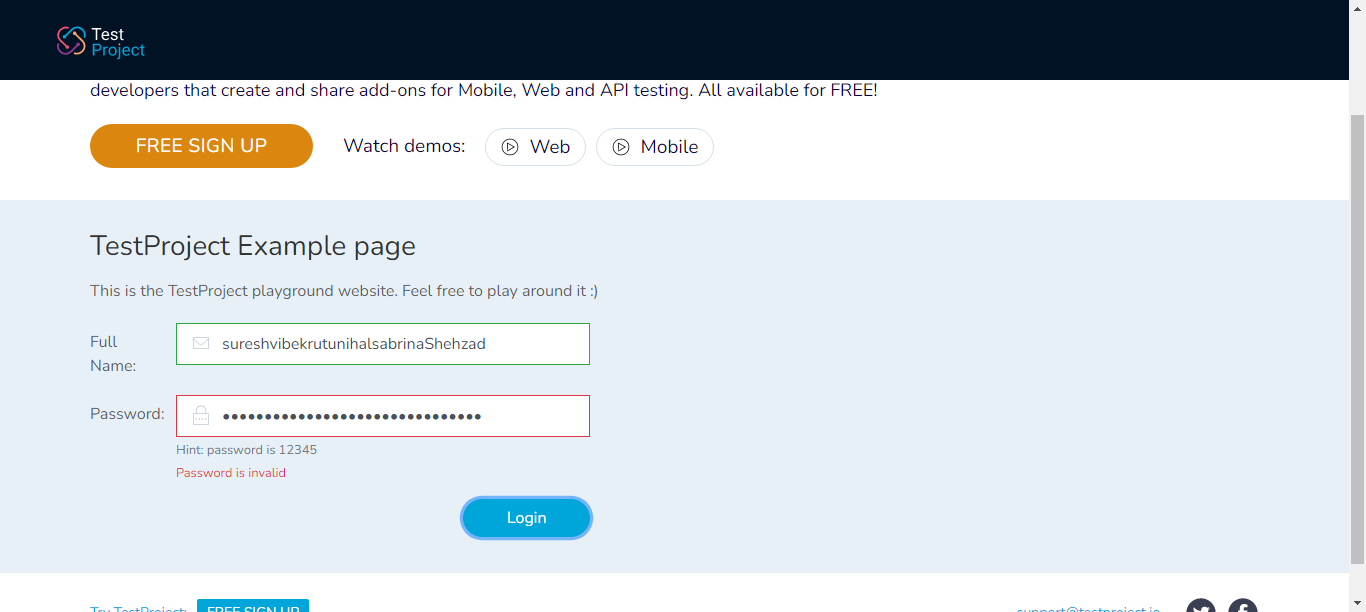 Test
Project
developers that create and share add-ons for Mobile, Web and API testing. All available for FREE!
FREE SIGN UP
Watch demos:
Web
Mobile
TestProject Example page
This is the TestProject playground website. Feel free to play around it :)
Full
Name:
sureshvibekrutunihalsabrinaShehzad
Password:
•••••••••••••••••••••••••••••••
Hint: password is 12345
Password is invalid
Login
Try TestProject:
FREE SIGN UP
support@testproject.io